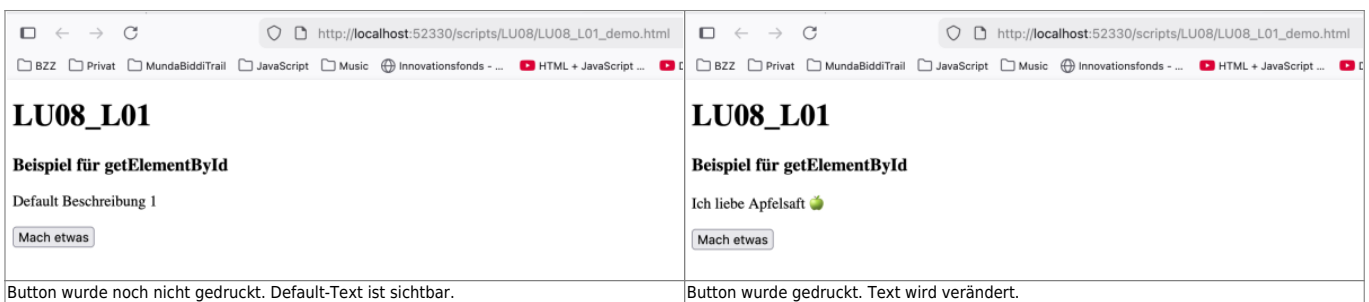 http://localhost:52330/scripts/LU08/LU08_L01_demo.html
BZZ Privat MundaBiddiTrail JavaScript Music Innovationsfonds - ... HTML + JavaScript ...
LU08_L01
Beispiel für getElementById
Default Beschreibung 1
Mach etwas
Button wurde noch nicht gedruckt. Default-Text ist sichtbar.
http://localhost:52330/scripts/LU08/LU08_L01_demo.html
BZZ Privat MundaBiddiTrail JavaScript Music Innovationsfonds - ... HTML + JavaScript ...
LU08_L01
Beispiel für getElementById
Ich liebe Apfelsaft 🍏
Mach etwas
Button wurde gedruckt. Text wird verändert.